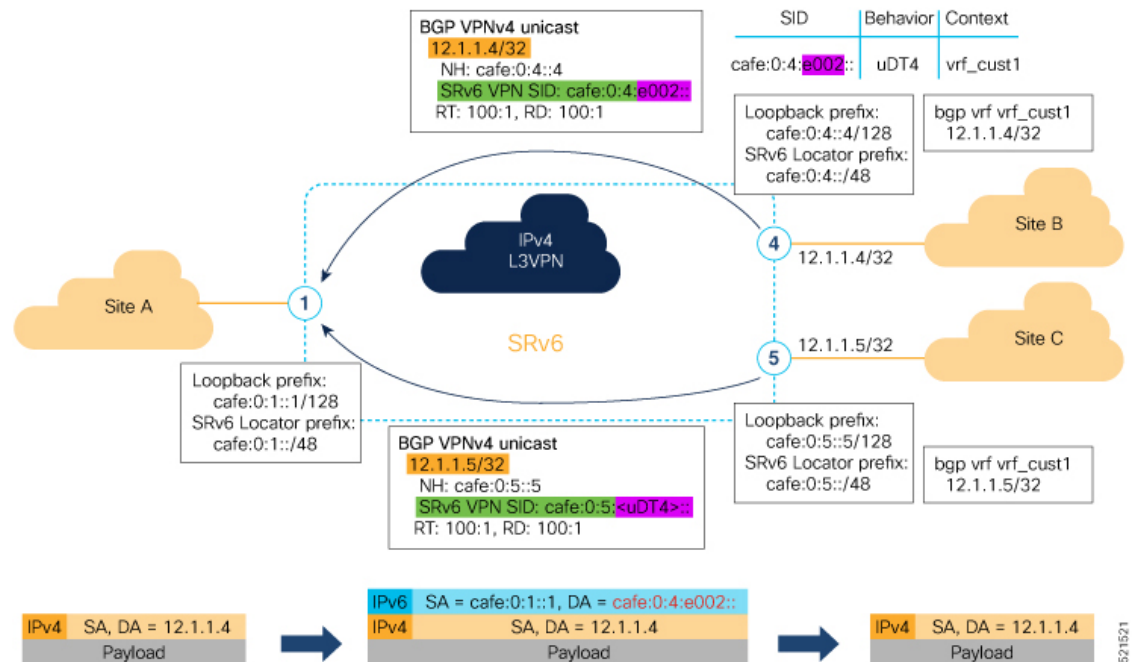 BGP VPNv4 unicast
12.1.1.4/32
NH: cafe:0:4::4
SRv6 VPN SID: cafe:0:4:e002::
RT: 100:1, RD: 100:1
SID Behavior Context
cafe:0:4:e002:: uDT4 vrf_cust1
Loopback prefix:
cafe:0:4::4/128
SRv6 Locator prefix:
cafe:0:4::/48
bgp vrf vrf_cust1
12.1.1.4/32
IPv4
L3VPN
4
12.1.1.4/32
Site B
Site A
1
SRv6
5
12.1.1.5/32
Site C
Loopback prefix:
cafe:0:1::1/128
SRv6 Locator prefix:
cafe:0:1::/48
BGP VPNv4 unicast
12.1.1.5/32
NH: cafe:0:5::5
SRv6 VPN SID: cafe:0:5:<uDT4>::
RT: 100:1, RD: 100:1
Loopback prefix:
cafe:0:5::5/128
SRv6 Locator prefix:
cafe:0:5::/48
bgp vrf vrf_cust1
12.1.1.5/32
IPv4 SA, DA = 12.1.1.4
Payload
IPv6 SA = cafe:0:1::1, DA = cafe:0:4:e002::
IPv4 SA, DA = 12.1.1.4
Payload
IPv4 SA, DA = 12.1.1.4
Payload
521521